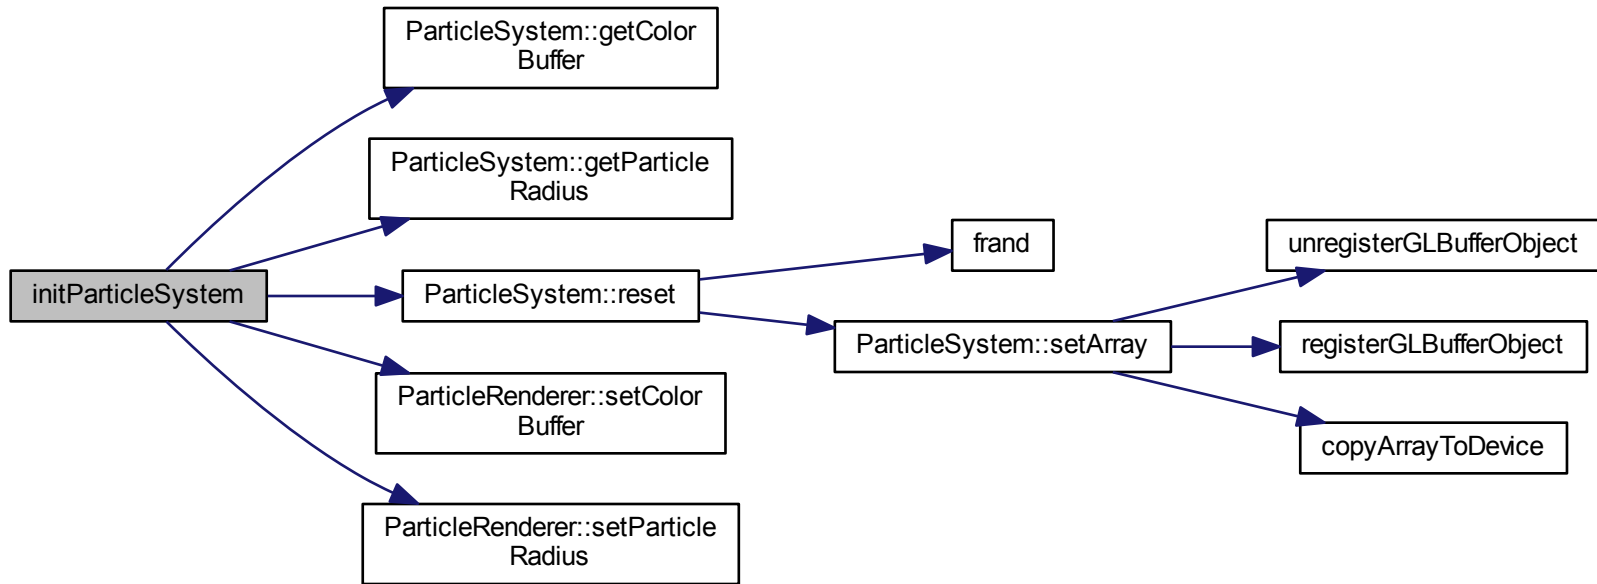 ParticleSystem::getColor
Buffer
ParticleSystem::getParticle
Radius
initParticleSystem
ParticleSystem::reset
ParticleRenderer::setColor
Buffer
ParticleRenderer::setParticle
Radius
frand
ParticleSystem::setArray
unregisterGLBufferObject
registerGLBufferObject
copyArrayToDevice